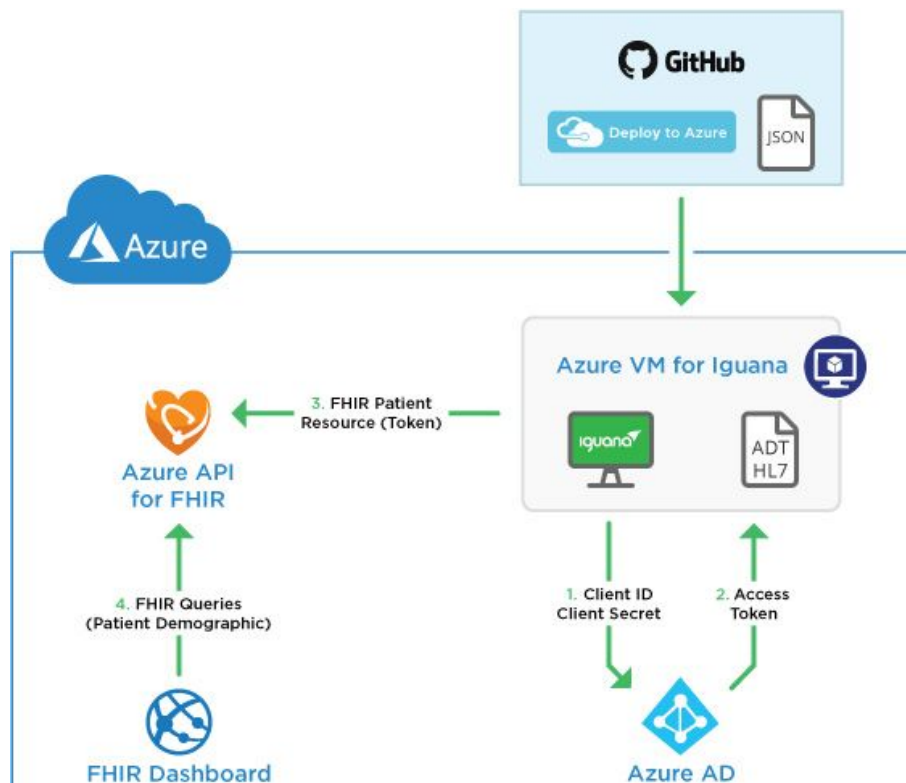 GitHub
Deploy to Azure
JSON
Azure
Azure VM for Iguana
iguana
ADT
HL7
3. FHIR Patient
Resource (Token)
Azure API
for FHIR
4. FHIR Queries
(Patient Demographic)
1. Client ID
Client Secret
2. Access
Token
FHIR Dashboard
Azure AD